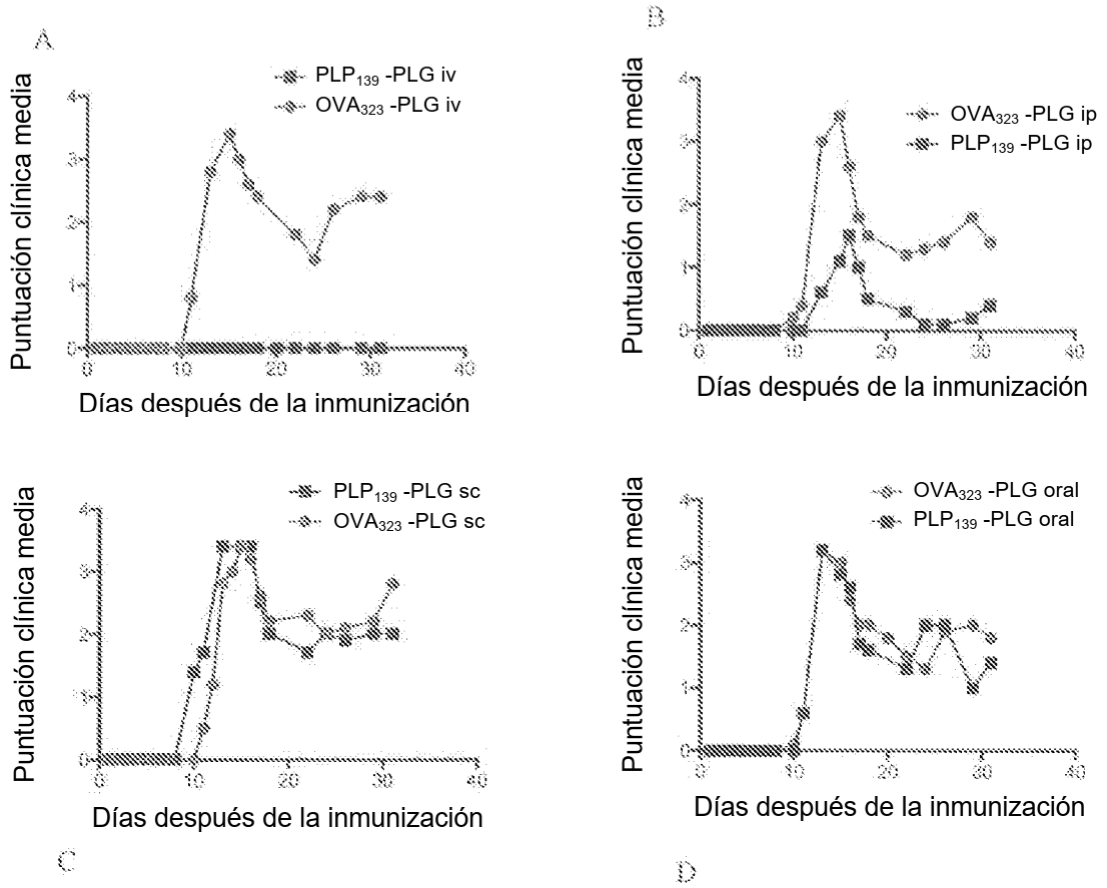 A
PLP₁₃₉ -PLG iv
OVA₃₂₃ -PLG iv
Puntuación clínica media
4
3
2
1
0
0 10 20 30 40
Días después de la inmunización
B
OVA₃₂₃ -PLG ip
PLP₁₃₉ -PLG ip
Puntuación clínica media
4
3
2
1
0
0 10 20 30 40
Días después de la inmunización
PLP₁₃₉ -PLG sc
OVA₃₂₃ -PLG sc
Puntuación clínica media
4
3
2
1
0
0 10 20 30 40
Días después de la inmunización
C
OVA₃₂₃ -PLG oral
PLP₁₃₉ -PLG oral
Puntuación clínica media
4
3
2
1
0
0 10 20 30 40
Días después de la inmunización
D